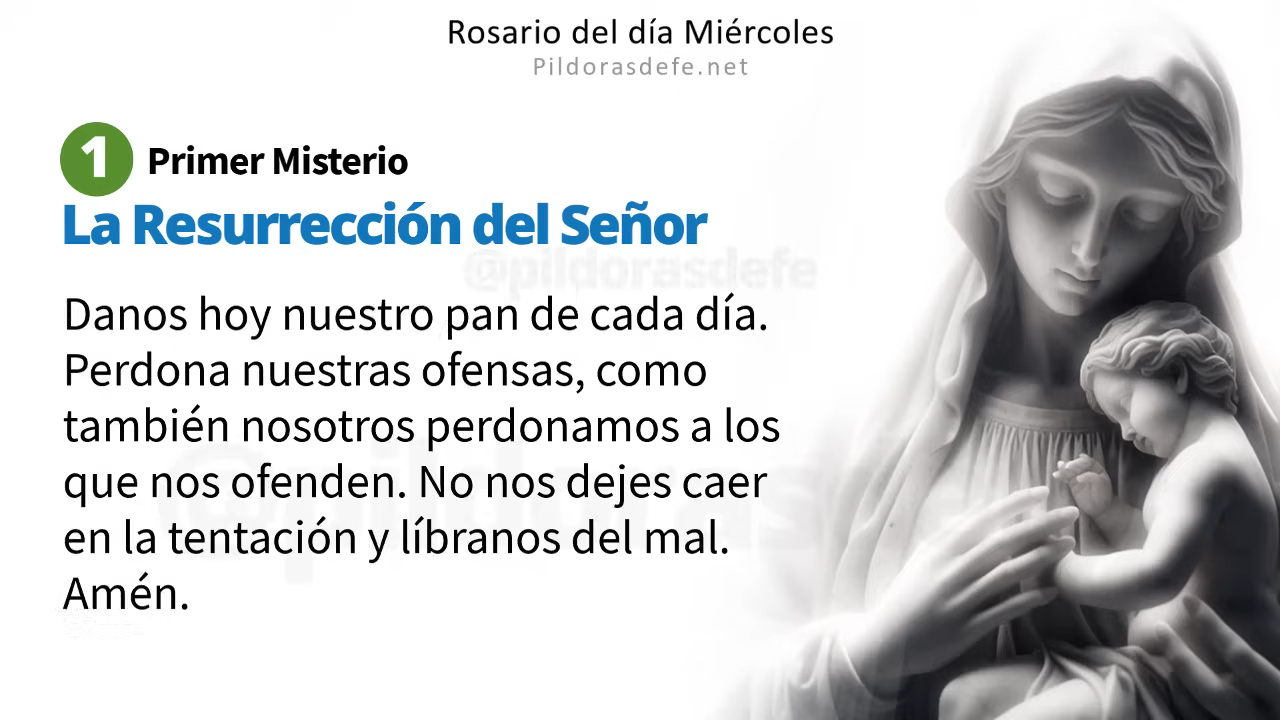 Rosario del día Miércoles
Pildorasdefe.net
1 Primer Misterio
La Resurrección del Señor
@pildorasdefe
Danos hoy nuestro pan de cada día.
Perdona nuestras ofensas, como
también nosotros perdonamos a los
que nos ofenden. No nos dejes caer
en la tentación y líbranos del mal.
Amén.